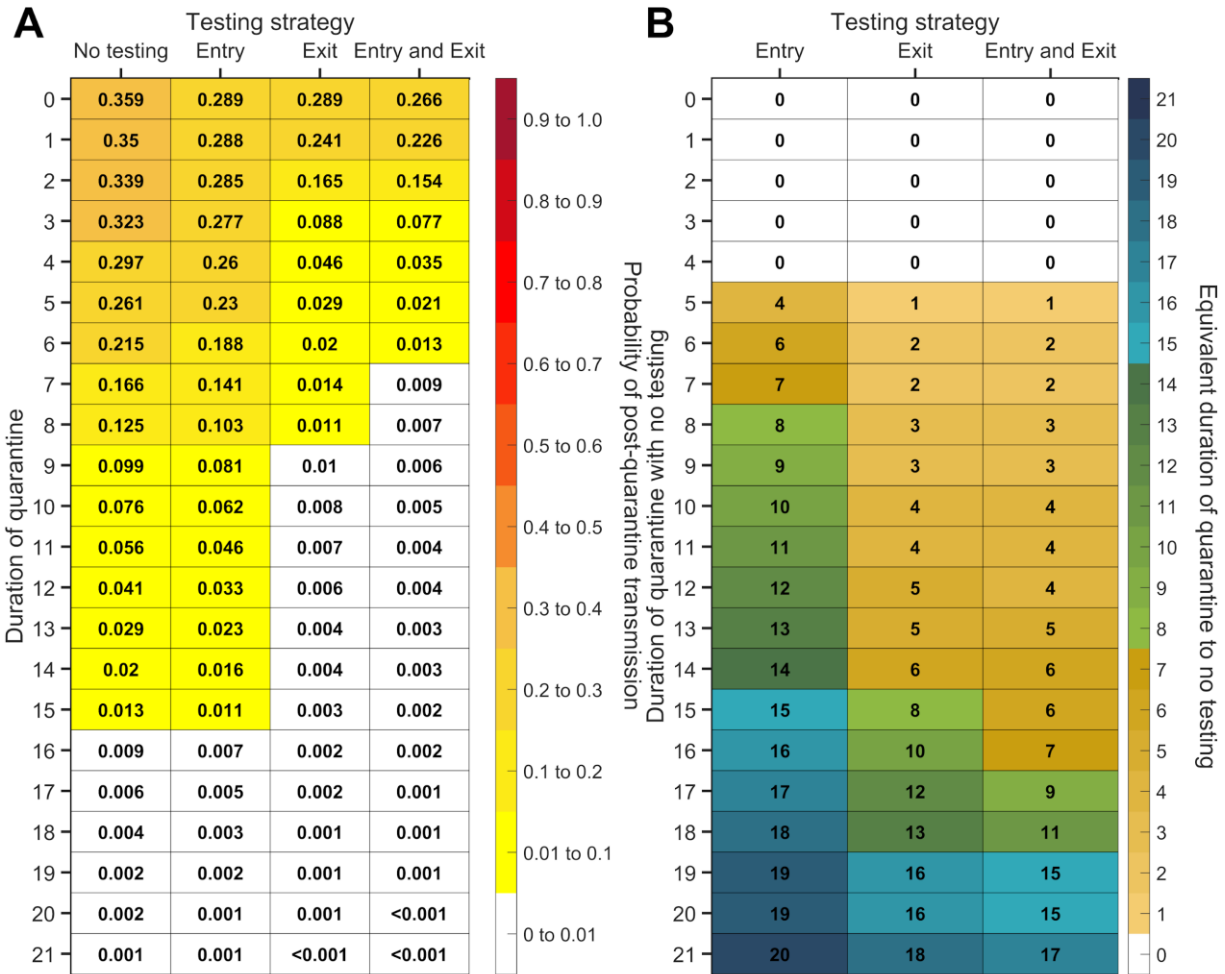 A
Testing strategy
No testing Entry Exit Entry and Exit
Duration of quarantine
0 0.359 0.289 0.289 0.266
1 0.35 0.288 0.241 0.226
2 0.339 0.285 0.165 0.154
3 0.323 0.277 0.088 0.077
4 0.297 0.26 0.046 0.035
5 0.261 0.23 0.029 0.021
6 0.215 0.188 0.02 0.013
7 0.166 0.141 0.014 0.009
8 0.125 0.103 0.011 0.007
9 0.099 0.081 0.01 0.006
10 0.076 0.062 0.008 0.005
11 0.056 0.046 0.007 0.004
12 0.041 0.033 0.006 0.004
13 0.029 0.023 0.004 0.003
14 0.02 0.016 0.004 0.003
15 0.013 0.011 0.003 0.002
16 0.009 0.007 0.002 0.002
17 0.006 0.005 0.002 0.001
18 0.004 0.003 0.001 0.001
19 0.002 0.002 0.001 0.001
20 0.002 0.001 0.001 <0.001
21 0.001 0.001 <0.001 <0.001
0.9 to 1.0
0.8 to 0.9
0.7 to 0.8
0.6 to 0.7
0.5 to 0.6
0.4 to 0.5
0.3 to 0.4
0.2 to 0.3
0.1 to 0.2
0.01 to 0.1
0 to 0.01
Probability of post-quarantine transmission
B
Testing strategy
Entry Exit Entry and Exit
Duration of quarantine with no testing
0 0 0 0
1 0 0 0
2 0 0 0
3 0 0 0
4 0 0 0
5 4 1 1
6 6 2 2
7 7 2 2
8 8 3 3
9 9 3 3
10 10 4 4
11 11 4 4
12 12 5 4
13 13 5 5
14 14 6 6
15 15 8 6
16 16 10 7
17 17 12 9
18 18 13 11
19 19 16 15
20 19 16 15
21 20 18 17
21
20
19
18
17
16
15
14
13
12
11
10
9
8
7
6
5
4
3
2
1
0
Equivalent duration of quarantine to no testing